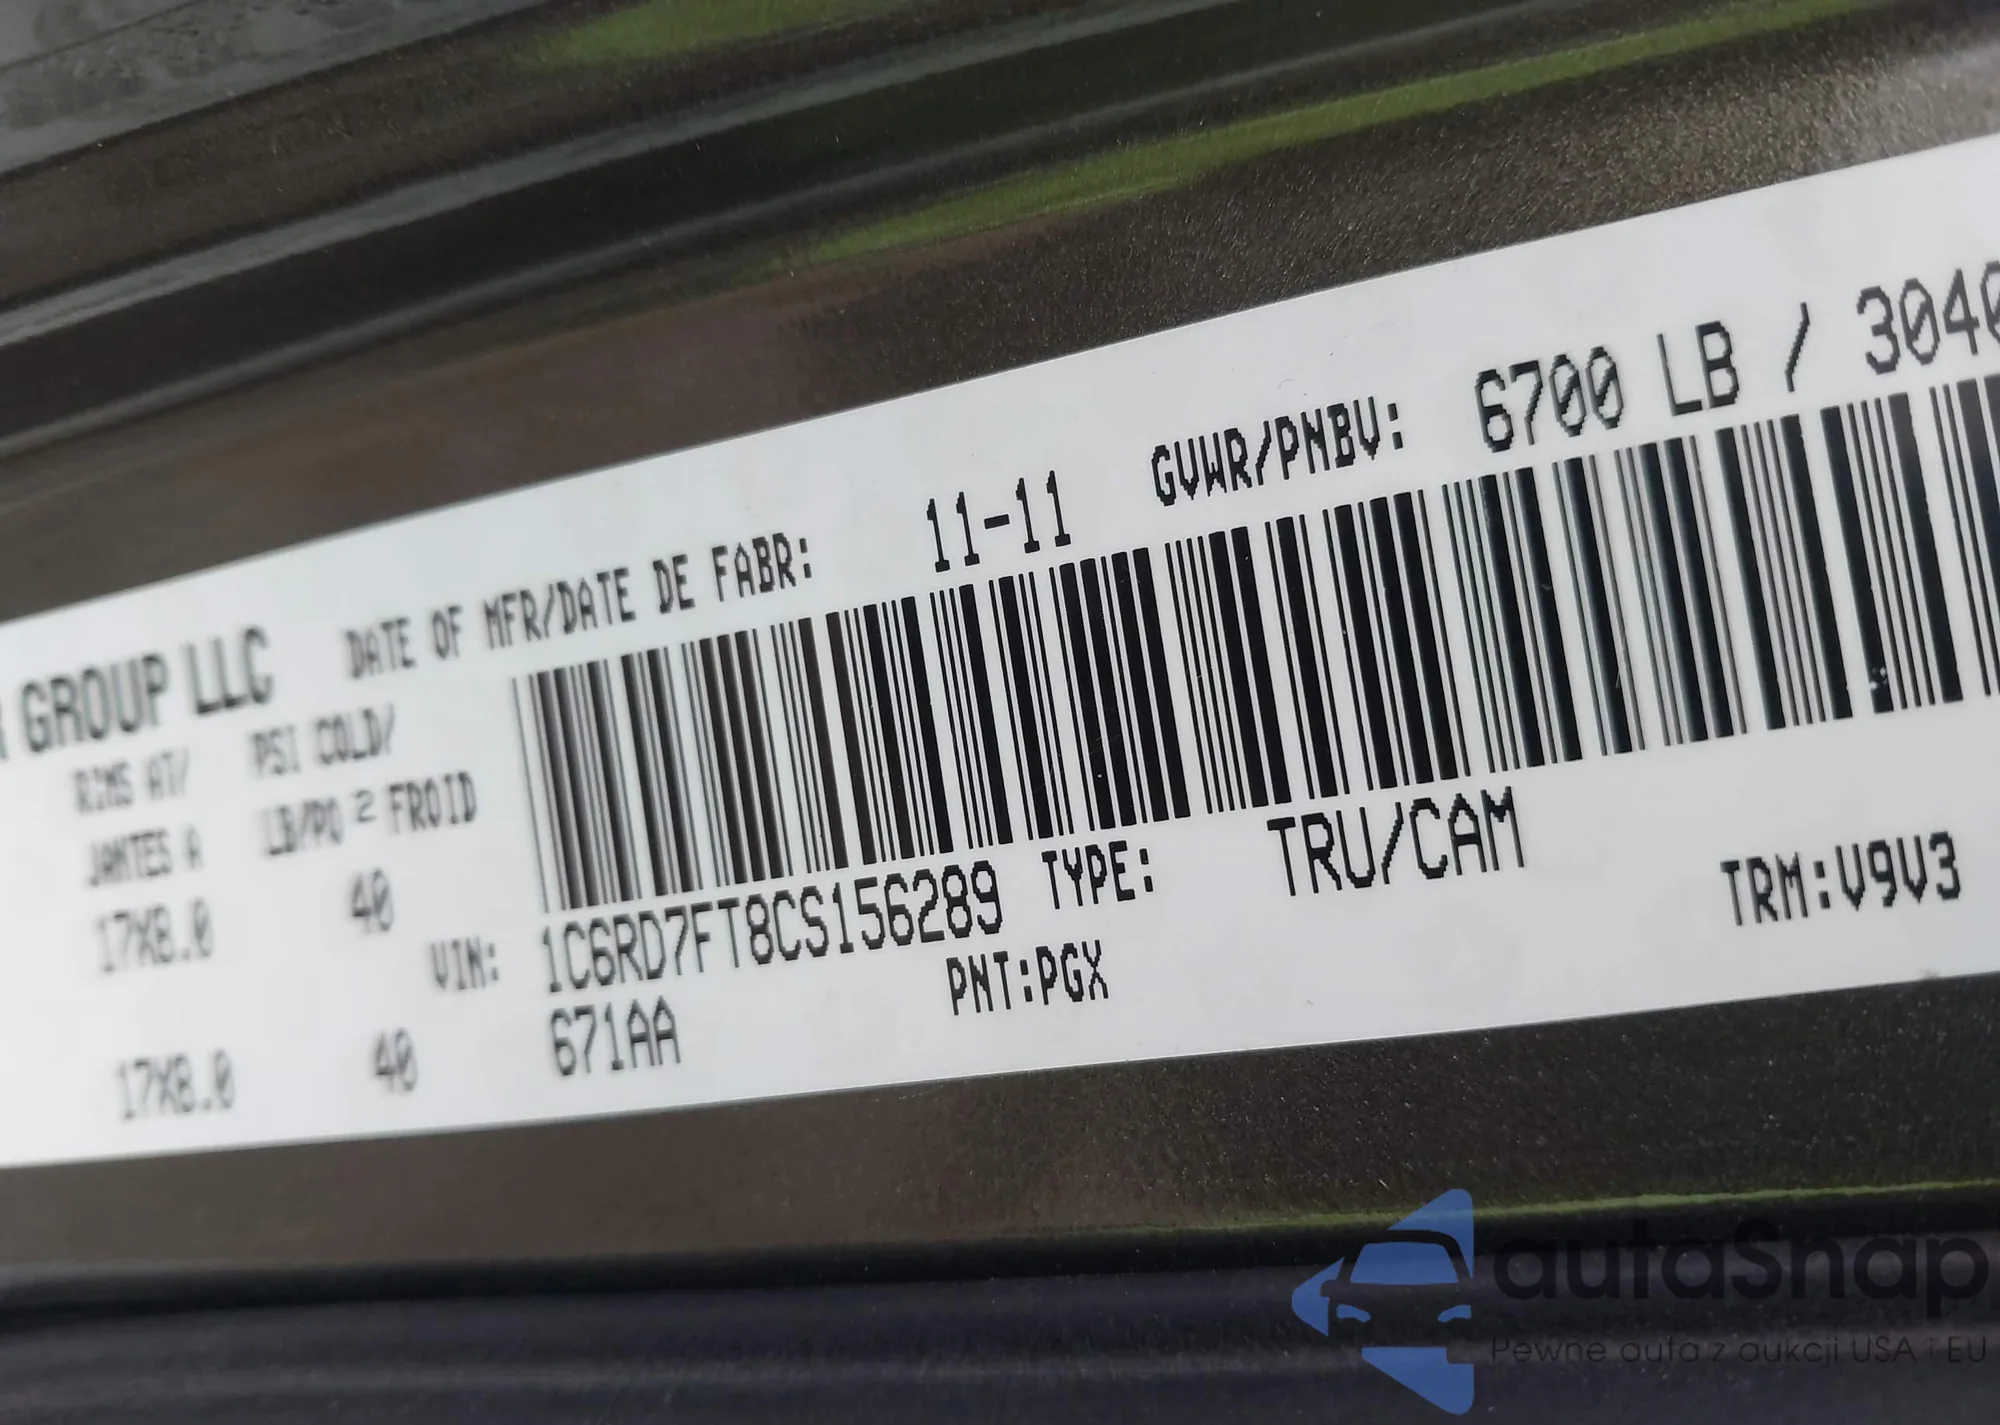 GROUP LLC
DATE OF MFR/DATE DE FABR: 11-11 GVWR/PNBV: 6700 LB / 3040
RIMS AT/ PSI COLD/
JANTES A LB/PO 2 FROID
17X8.0 40
VIN: 1C6RD7FT8CS156289 TYPE: TRU/CAM
671AA PNT:PGX TRM:V9V3
17X8.0 40
autaSnap
Pewne auta z aukcji USA i EU